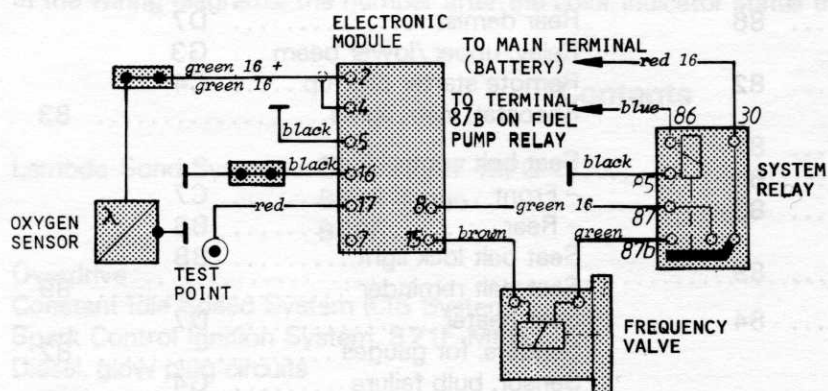 ELECTRONIC
MODULE
green 16 +
green 16
2
4
black
5
black
16
red
17
7
8
15
λ
OXYGEN
SENSOR
TEST
POINT
TO MAIN TERMINAL
(BATTERY)
red 16
TO TERMINAL
87B ON FUEL
PUMP RELAY
blue
86
30
black
85
green 16
87
brown
green
87b
SYSTEM
RELAY
FREQUENCY
VALVE